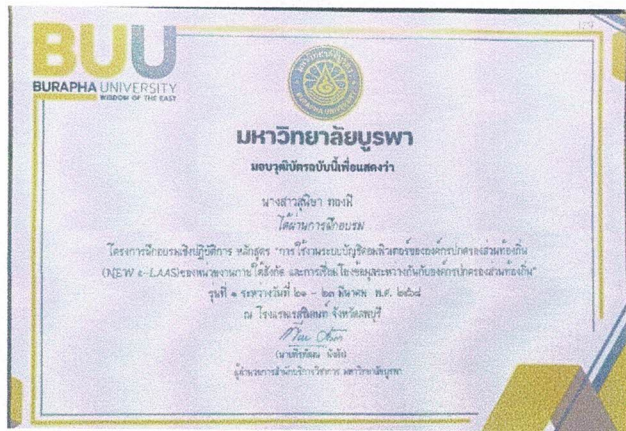 BUU
BURAPHA UNIVERSITY
WISDOM OF THE EAST
มหาวิทยาลัยบูรพา
มอบวุฒิบัตรฉบับนี้เพื่อแสดงว่า
นางสาวสุนิษา
ได้ผ่านการฝึกอบรม
โครงการฝึกอบรมเชิงปฏิบัติการ หลักสูตร "การใช้งานระบบบัญชีคอมพิวเตอร์ขององค์กรปกครองส่วนท้องถิ่น
(NEW e-LAAS)ของหน่วยงานภายใต้สังกัด และการเชื่อมโยงข้อมูลระหว่างกันกับองค์กรปกครองส่วนท้องถิ่น"
รุ่นที่ ๑ ระหว่างวันที่ ๒๑ - ๒๓ มีนาคม พ.ศ. ๒๕๖๘
ณ โรงแรม จังหวัดลพบุรี
ผู้อำนวยการสำนักบริการวิชาการ มหาวิทยาลัยบูรพา